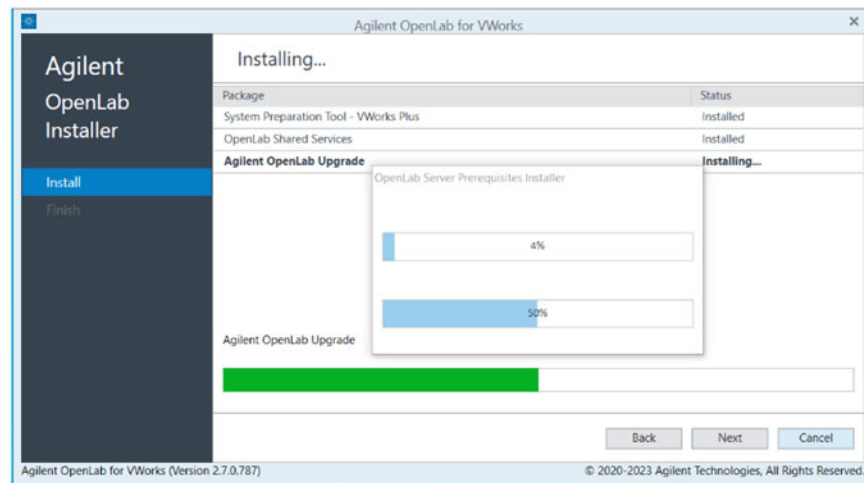 Agilent OpenLab for VWorks
Agilent
OpenLab
Installer
Install
Finish
Installing...
Package Status
System Preparation Tool - VWorks Plus Installed
OpenLab Shared Services Installed
Agilent OpenLab Upgrade Installing...
OpenLab Server Prerequisites Installer
4%
50%
Agilent OpenLab Upgrade
Back Next Cancel
Agilent OpenLab for VWorks (Version 2.7.0.787) © 2020-2023 Agilent Technologies, All Rights Reserved.